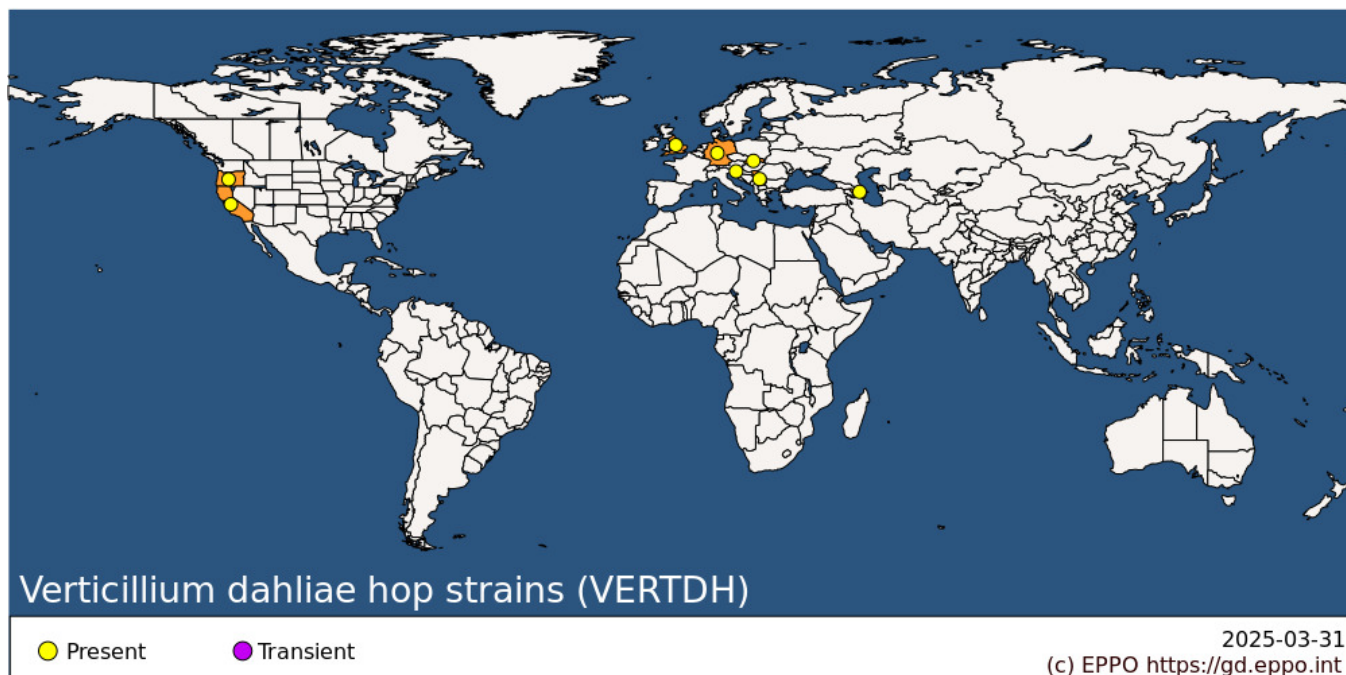 Verticillium dahliae hop strains (VERTDH)
Present
Transient
2025-03-31
(c) EPPO https://gd.eppo.int